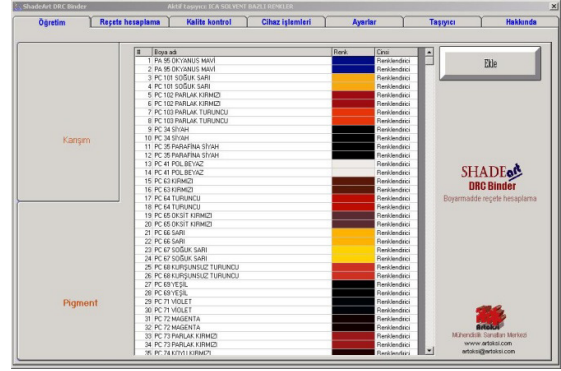 ShadeArt DRC Binder Aktif taşıyıcı: ICA SOLVENT BAZLI RENKLER
Öğretim Reçete hesaplama Kalite kontrol Cihaz işlemleri Ayarlar Taşıyıcı Hakkında
Karışım
Pigment
# Boya adı Renk Cinsi
1 PA 95 OKYANUS MAVİ Renklendirici
2 PA 95 OKYANUS MAVİ Renklendirici
3 PC 101 SOĞUK SARI Renklendirici
4 PC 101 SOĞUK SARI Renklendirici
5 PC 102 PARLAK KIRMIZI Renklendirici
6 PC 102 PARLAK KIRMIZI Renklendirici
7 PC 103 PARLAK TURUNCU Renklendirici
8 PC 103 PARLAK TURUNCU Renklendirici
9 PC 34 SİYAH Renklendirici
10 PC 34 SİYAH Renklendirici
11 PC 35 PARAFİNA SİYAH Renklendirici
12 PC 35 PARAFİNA SİYAH Renklendirici
13 PC 41 POL.BEYAZ Renklendirici
14 PC 41 POL.BEYAZ Renklendirici
15 PC 63 KIRMIZI Renklendirici
16 PC 63 KIRMIZI Renklendirici
17 PC 64 TURUNCU Renklendirici
18 PC 64 TURUNCU Renklendirici
19 PC 65 OKSİT KIRMIZI Renklendirici
20 PC 65 OKSİT KIRMIZI Renklendirici
21 PC 66 SARI Renklendirici
22 PC 66 SARI Renklendirici
23 PC 67 SOĞUK SARI Renklendirici
24 PC 67 SOĞUK SARI Renklendirici
25 PC 68 KURŞUNSUZ TURUNCU Renklendirici
26 PC 68 KURŞUNSUZ TURUNCU Renklendirici
27 PC 69 YEŞİL Renklendirici
28 PC 69 YEŞİL Renklendirici
29 PC 71 VİOLET Renklendirici
30 PC 71 VİOLET Renklendirici
31 PC 72 MAGENTA Renklendirici
32 PC 72 MAGENTA Renklendirici
33 PC 73 PARLAK KIRMIZI Renklendirici
34 PC 73 PARLAK KIRMIZI Renklendirici
35 PC 74 KOYU KIRMIZI Renklendirici
Ekle
SHADEart
DRC Binder
Boyarmadde reçete hesaplama
Artoksi
Mühendislik Sanatları Merkezi
www.artoksi.com
artoksi@artoksi.com